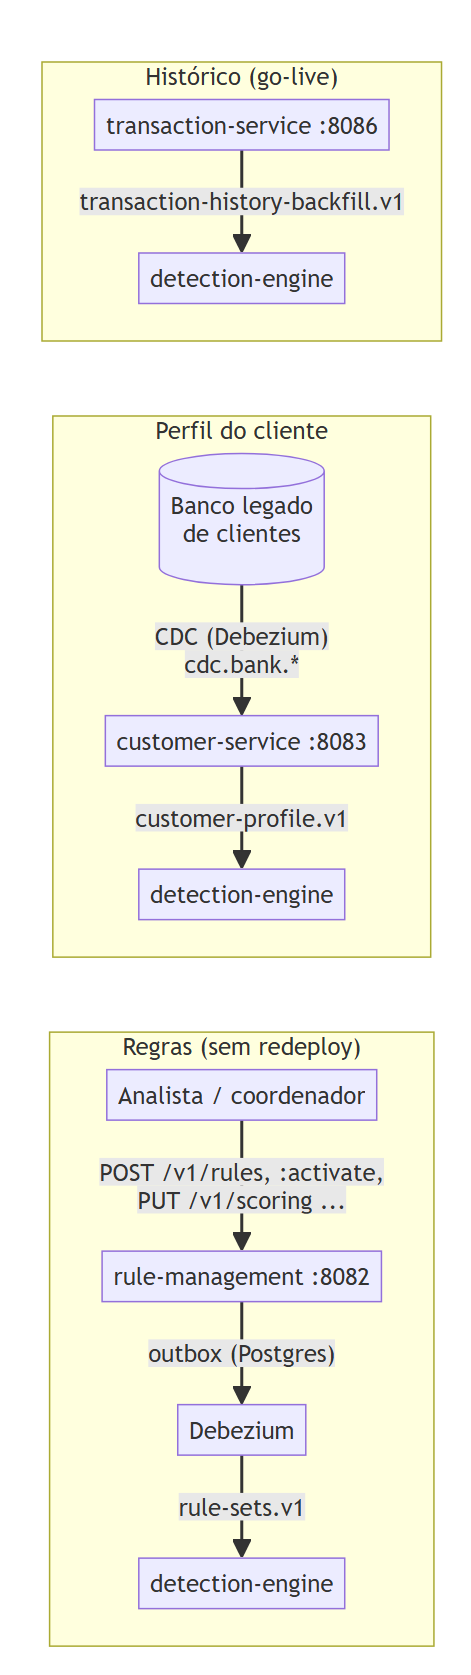 Histórico (go-live)
transaction-service :8086
transaction-history-backfill.v1
detection-engine
Perfil do cliente
Banco legado
de clientes
CDC (Debezium)
cdc.bank.*
customer-service :8083
customer-profile.v1
detection-engine
Regras (sem redeploy)
Analista / coordenador
POST /v1/rules, :activate,
PUT /v1/scoring ...
rule-management :8082
outbox (Postgres)
Debezium
rule-sets.v1
detection-engine